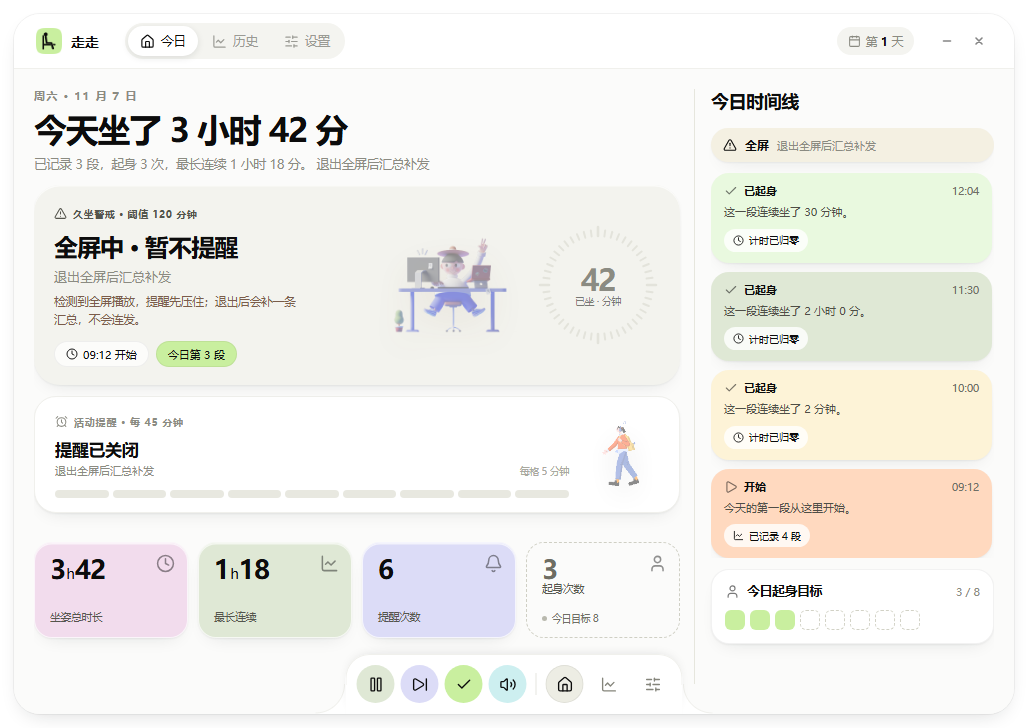 走走
今日
历史
设置
第 1 天
周六 • 11 月 7 日
今天坐了 3 小时 42 分
已记录 3 段，起身 3 次，最长连续 1 小时 18 分。 退出全屏后汇总补发
久坐警戒 • 阈值 120 分钟
全屏中 • 暂不提醒
退出全屏后汇总补发
检测到全屏播放，提醒先压住；退出后会补一条
汇总，不会连发。
09:12 开始
今日第 3 段
42
已坐 · 分钟
活动提醒 • 每 45 分钟
提醒已关闭
退出全屏后汇总补发
每格 5 分钟
3h42
坐姿总时长
1h18
最长连续
6
提醒次数
3
起身次数
今日目标 8
今日时间线
全屏 退出全屏后汇总补发
已起身 12:04
这一段连续坐了 30 分钟。
计时已归零
已起身 11:30
这一段连续坐了 2 小时 0 分。
计时已归零
已起身 10:00
这一段连续坐了 2 分钟。
计时已归零
开始 09:12
今天的第一段从这里开始。
已记录 4 段
今日起身目标 3 / 8